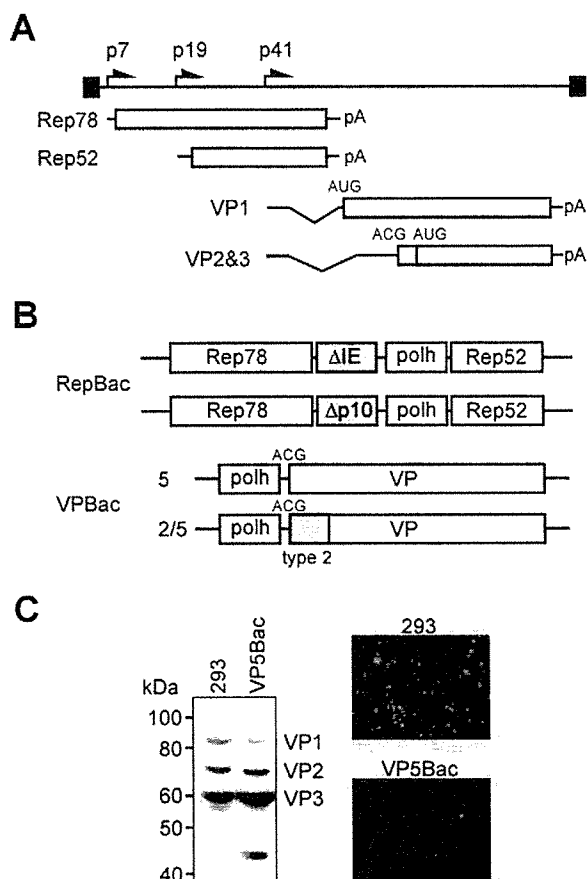 A
p7 p19 p41
Rep78 pA
Rep52 pA
AUG
VP1 pA
ACG AUG
VP2&3 pA
B
Rep78 ΔIE polh Rep52
RepBac
Rep78 Δp10 polh Rep52
ACG
5 polh VP
VPBac
ACG
2/5 polh VP
type 2
C
293 VP5Bac
293
kDa
100
80
60
50
40
VP1
VP2
VP3
VP5Bac